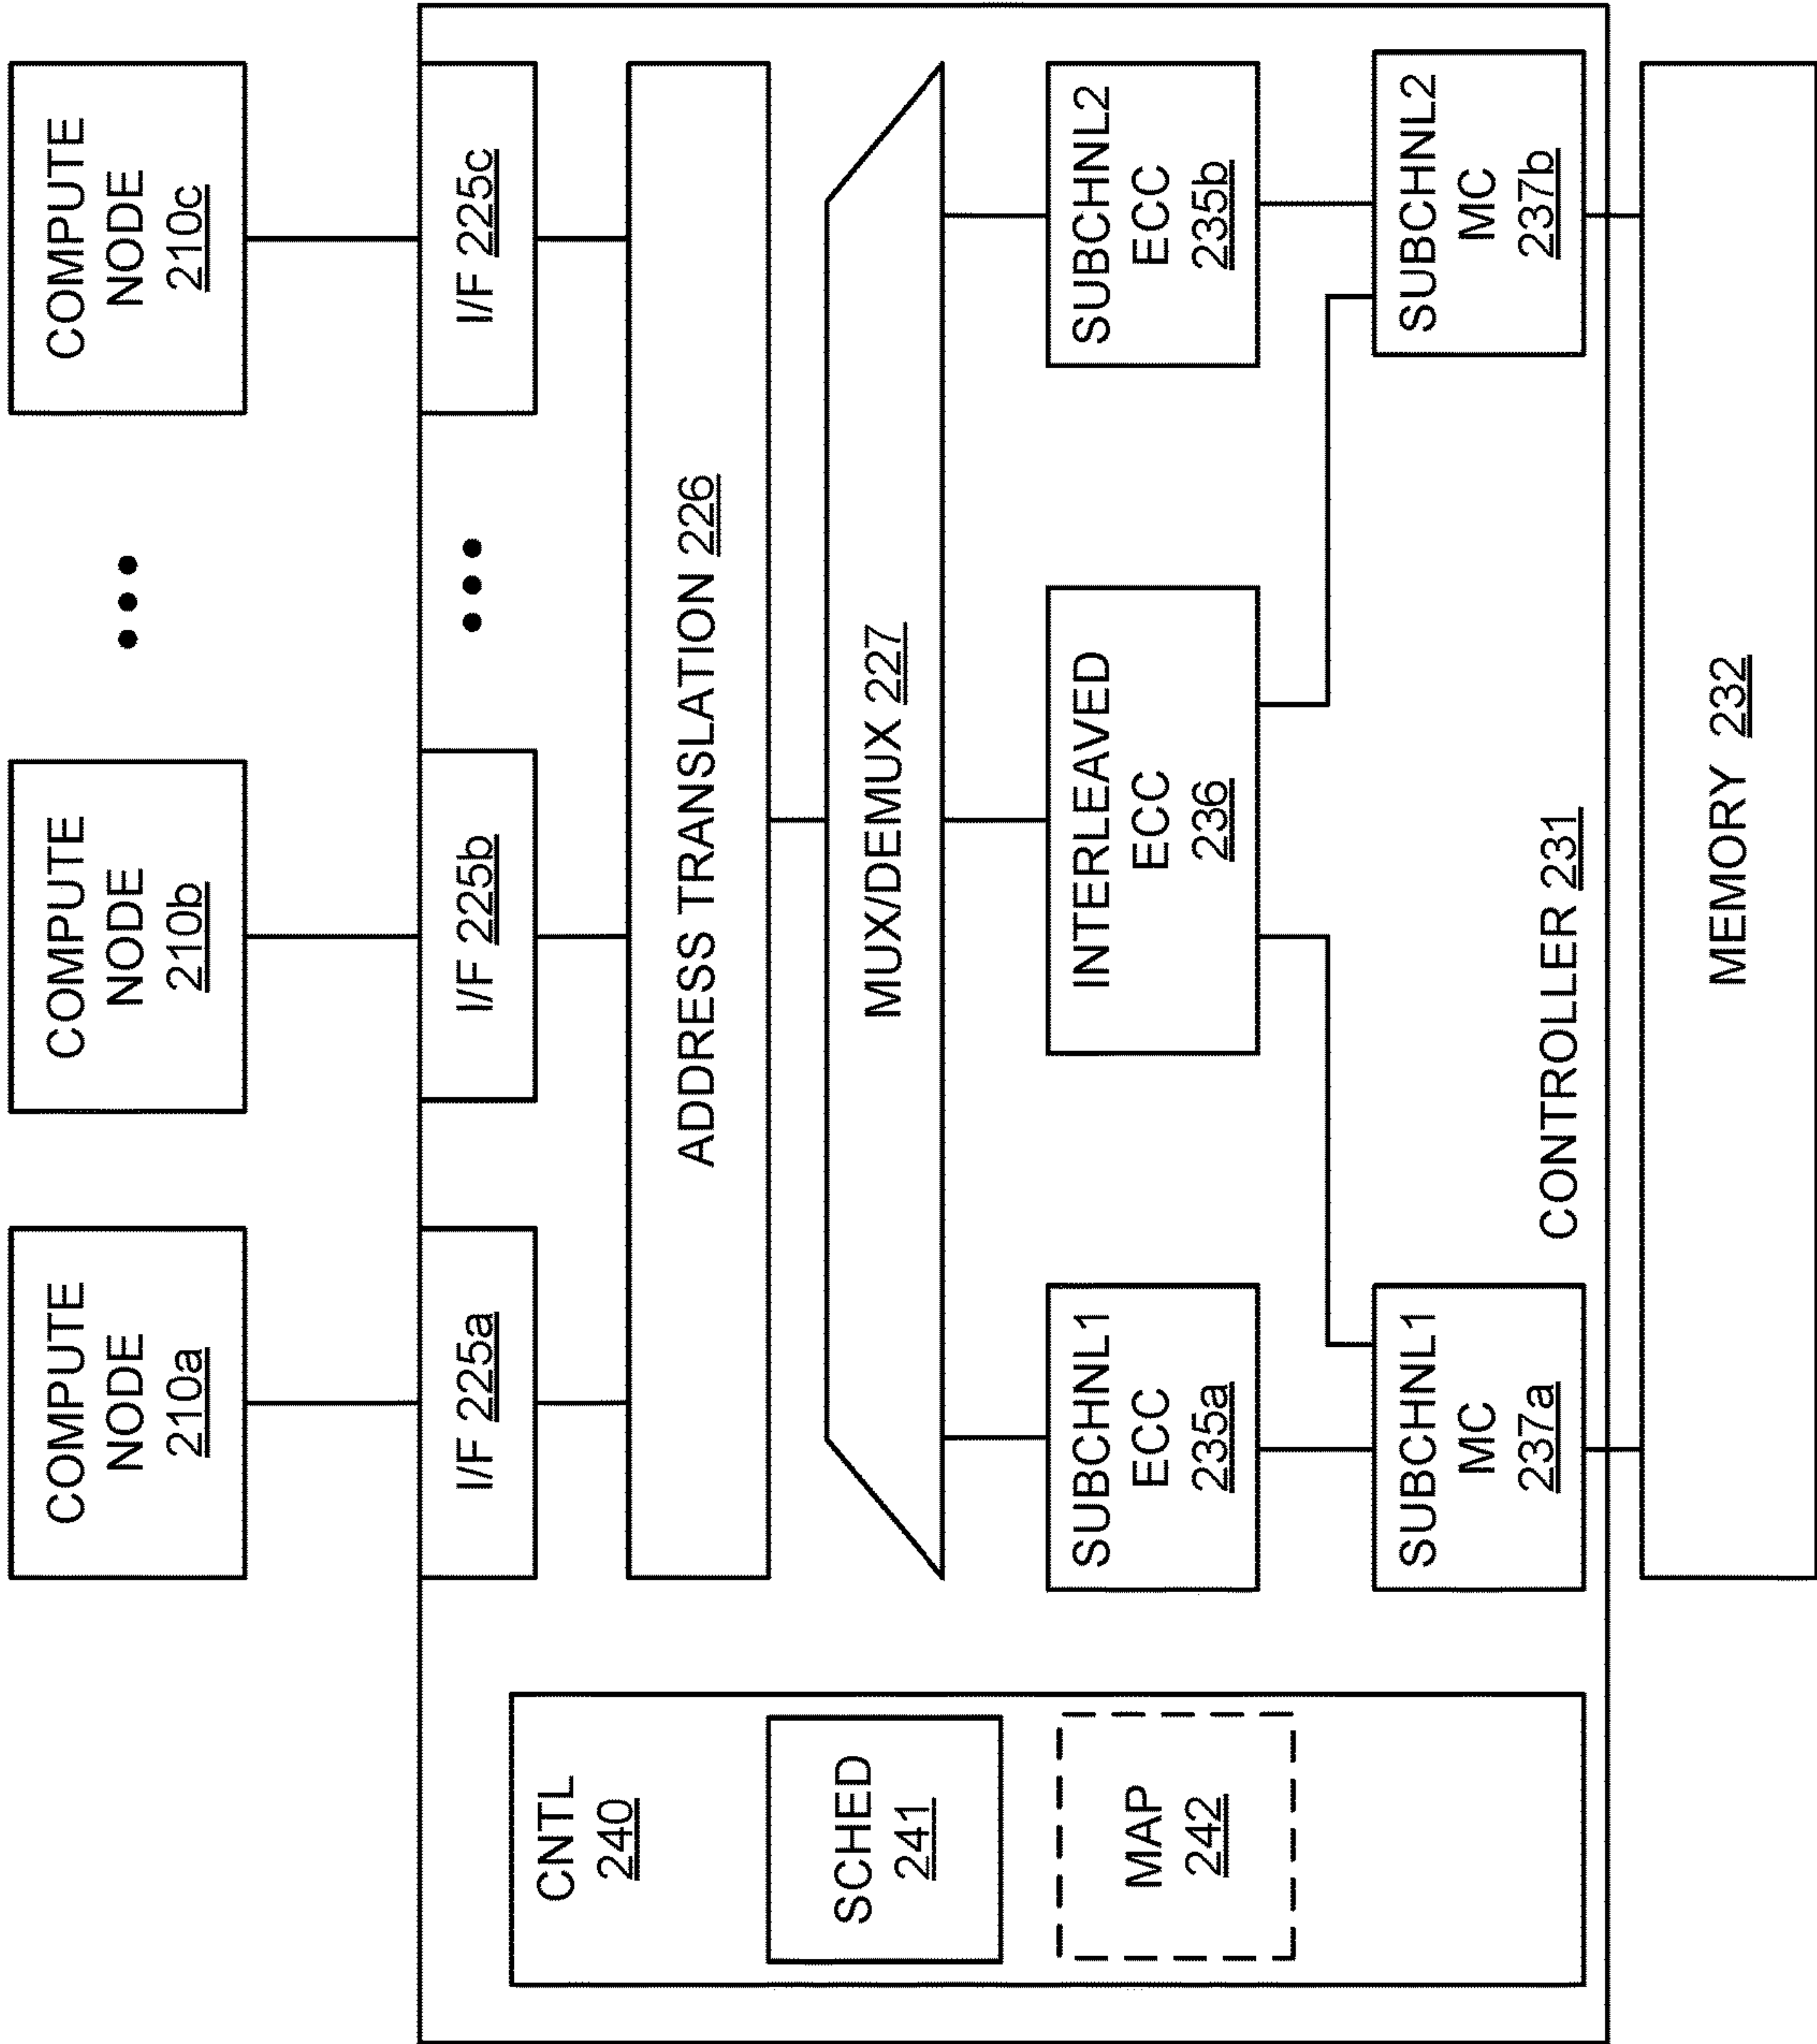 COMPUTE
NODE
210a
COMPUTE
NODE
210b
COMPUTE
NODE
210c
I/F 225a
I/F 225b
I/F 225c
CNTL
240
ADDRESS TRANSLATION 226
SCHED
241
MUX/DEMUX 227
MAP
242
SUBCHNL1
ECC
235a
INTERLEAVED
ECC
236
SUBCHNL2
ECC
235b
SUBCHNL1
MC
237a
SUBCHNL2
MC
237b
CONTROLLER 231
MEMORY 232